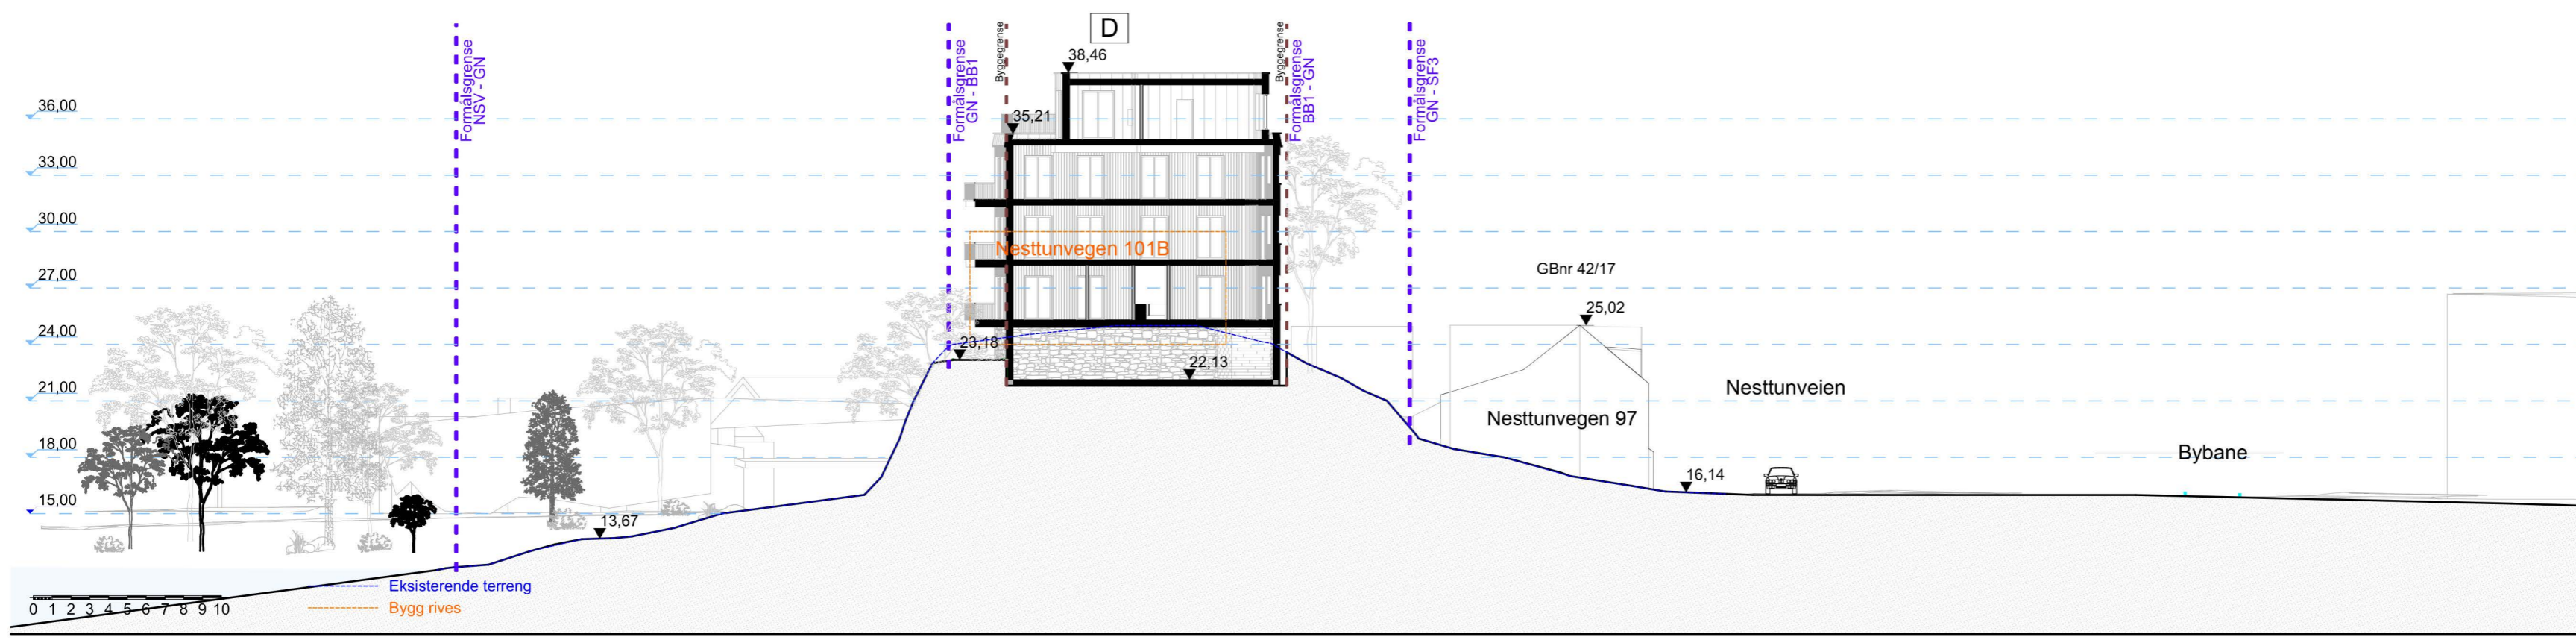 D
38,46
Formålsgrense
NSV - GN
Formålsgrense
GN - BB1
Byggegrense
Byggegrense
Formålsgrense
BB1 - GN
Formålsgrense
GN - SF3
36,00
35,21
33,00
30,00
Nesttunvegen 101B
27,00
GBnr 42/17
25,02
24,00
23,18
22,13
21,00
Nesttunveien
Nesttunvegen 97
18,00
Bybane
16,14
15,00
13,67
Eksisterende terreng
0 1 2 3 4 5 6 7 8 9 10
Bygg rives